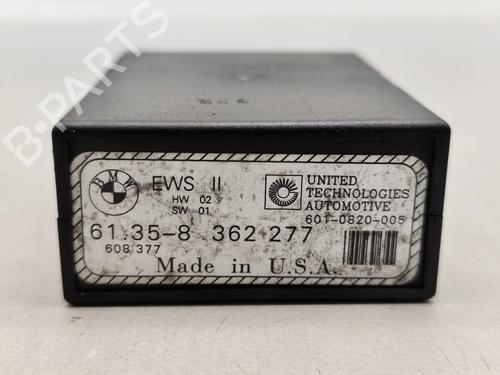 B-PARTS
BMW
EWS II
HW 02
SW 01
UNITED
TECHNOLOGIES
AUTOMOTIVE
601-0820-005
61.35-8 362 277
608 377
Made in U.S.A.